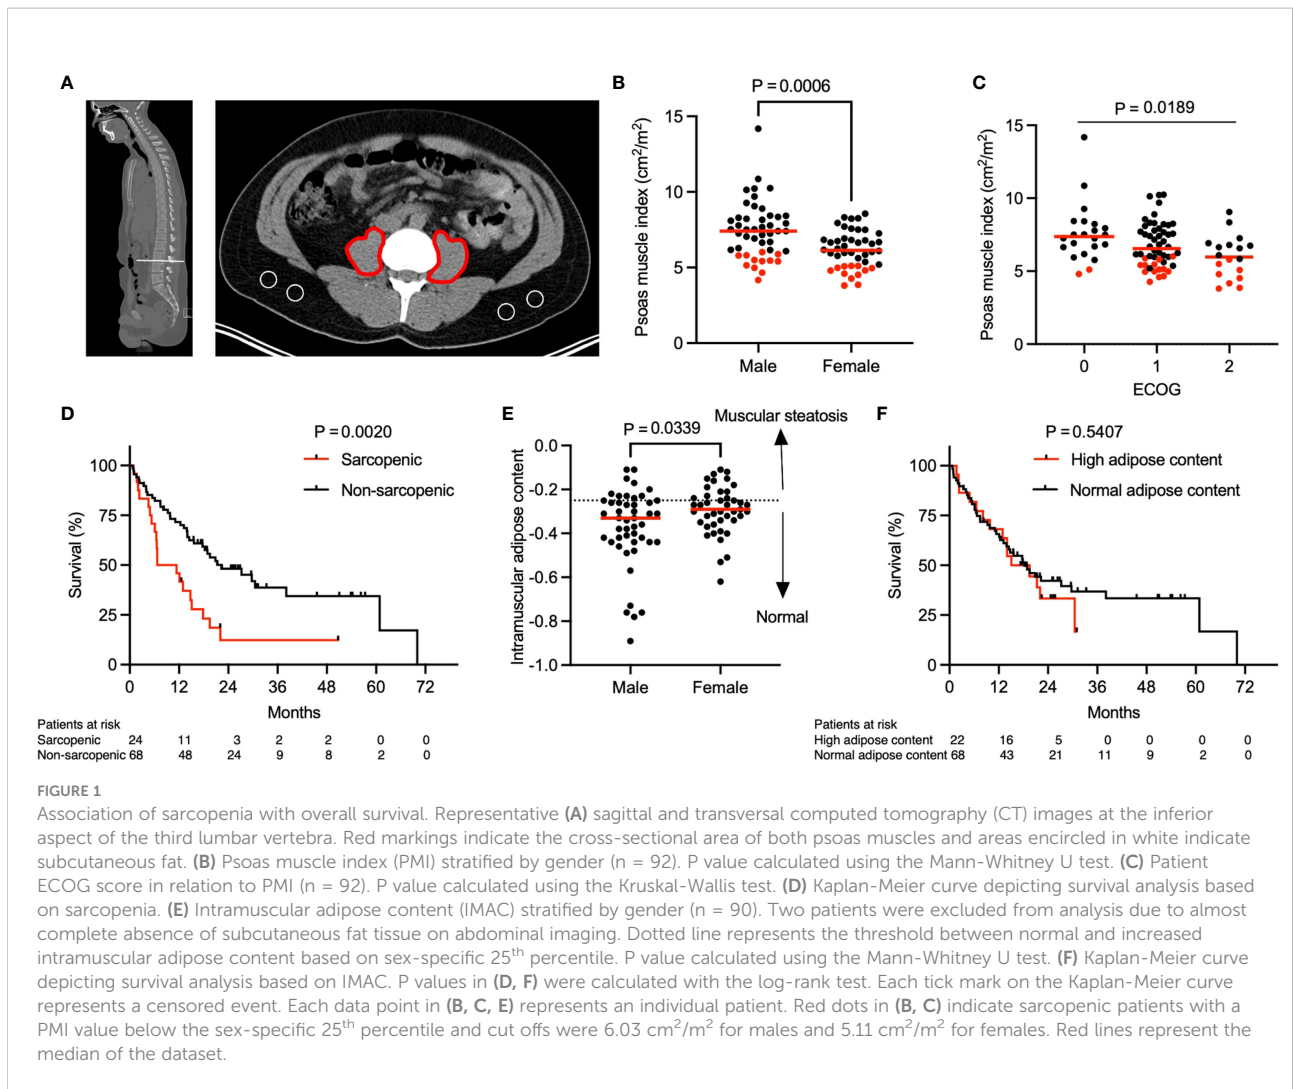 A
B
P = 0.0006
Psoas muscle index (cm²/m²)
15
10
5
0
Male
Female
C
P = 0.0189
Psoas muscle index (cm²/m²)
15
10
5
0
0
1
2
ECOG
D
P = 0.0020
Sarcopenic
Non-sarcopenic
Survival (%)
100
75
50
25
0
0
12
24
36
48
60
72
Months
Patients at risk
Sarcopenic 24 11 3 2 2 0 0
Non-sarcopenic 68 48 24 9 8 2 0
E
Muscular steatosis
P = 0.0339
Intramuscular adipose content
0.0
-0.2
-0.4
-0.6
-0.8
-1.0
Normal
Male
Female
F
P = 0.5407
High adipose content
Normal adipose content
Survival (%)
100
75
50
25
0
0
12
24
36
48
60
72
Months
Patients at risk
High adipose content 22 16 5 0 0 0 0
Normal adipose content 68 43 21 11 9 2 0
FIGURE 1
Association of sarcopenia with overall survival. Representative (A) sagittal and transversal computed tomography (CT) images at the inferior
aspect of the third lumbar vertebra. Red markings indicate the cross-sectional area of both psoas muscles and areas encircled in white indicate
subcutaneous fat. (B) Psoas muscle index (PMI) stratified by gender (n = 92). P value calculated using the Mann-Whitney U test. (C) Patient
ECOG score in relation to PMI (n = 92). P value calculated using the Kruskal-Wallis test. (D) Kaplan-Meier curve depicting survival analysis based
on sarcopenia. (E) Intramuscular adipose content (IMAC) stratified by gender (n = 90). Two patients were excluded from analysis due to almost
complete absence of subcutaneous fat tissue on abdominal imaging. Dotted line represents the threshold between normal and increased
intramuscular adipose content based on sex-specific 25th percentile. P value calculated using the Mann-Whitney U test. (F) Kaplan-Meier curve
depicting survival analysis based on IMAC. P values in (D, F) were calculated with the log-rank test. Each tick mark on the Kaplan-Meier curve
represents a censored event. Each data point in (B, C, E) represents an individual patient. Red dots in (B, C) indicate sarcopenic patients with a
PMI value below the sex-specific 25th percentile and cut offs were 6.03 cm²/m² for males and 5.11 cm²/m² for females. Red lines represent the
median of the dataset.